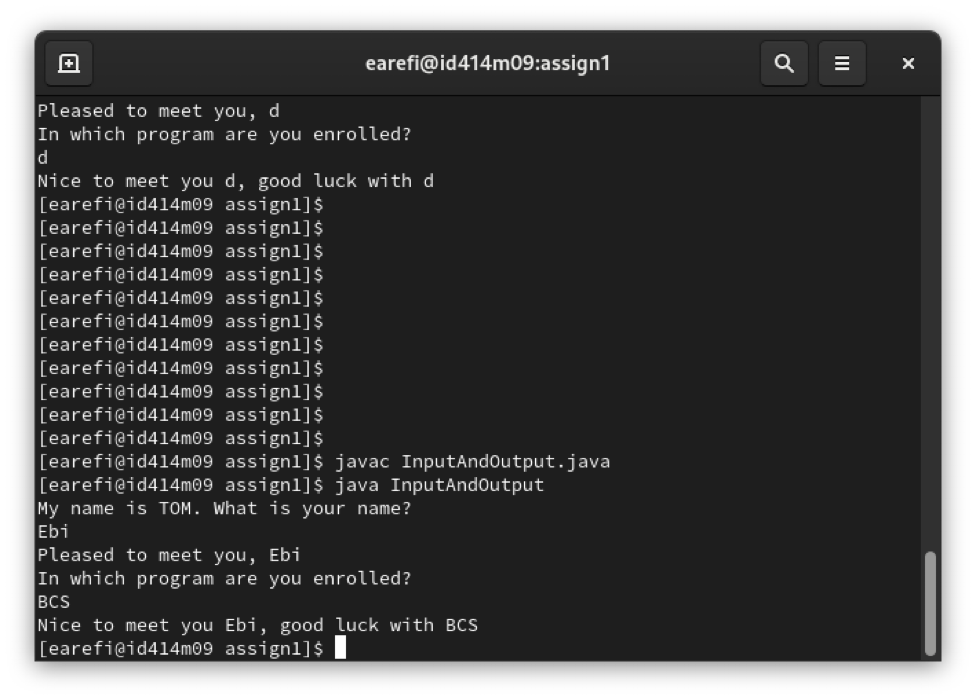 earefi@id414m09:assign1
Pleased to meet you, d
In which program are you enrolled?
d
Nice to meet you d, good luck with d
[earefi@id414m09 assign1]$
[earefi@id414m09 assign1]$
[earefi@id414m09 assign1]$
[earefi@id414m09 assign1]$
[earefi@id414m09 assign1]$
[earefi@id414m09 assign1]$
[earefi@id414m09 assign1]$
[earefi@id414m09 assign1]$
[earefi@id414m09 assign1]$
[earefi@id414m09 assign1]$
[earefi@id414m09 assign1]$
[earefi@id414m09 assign1]$ javac InputAndOutput.java
[earefi@id414m09 assign1]$ java InputAndOutput
My name is TOM. What is your name?
Ebi
Pleased to meet you, Ebi
In which program are you enrolled?
BCS
Nice to meet you Ebi, good luck with BCS
[earefi@id414m09 assign1]$